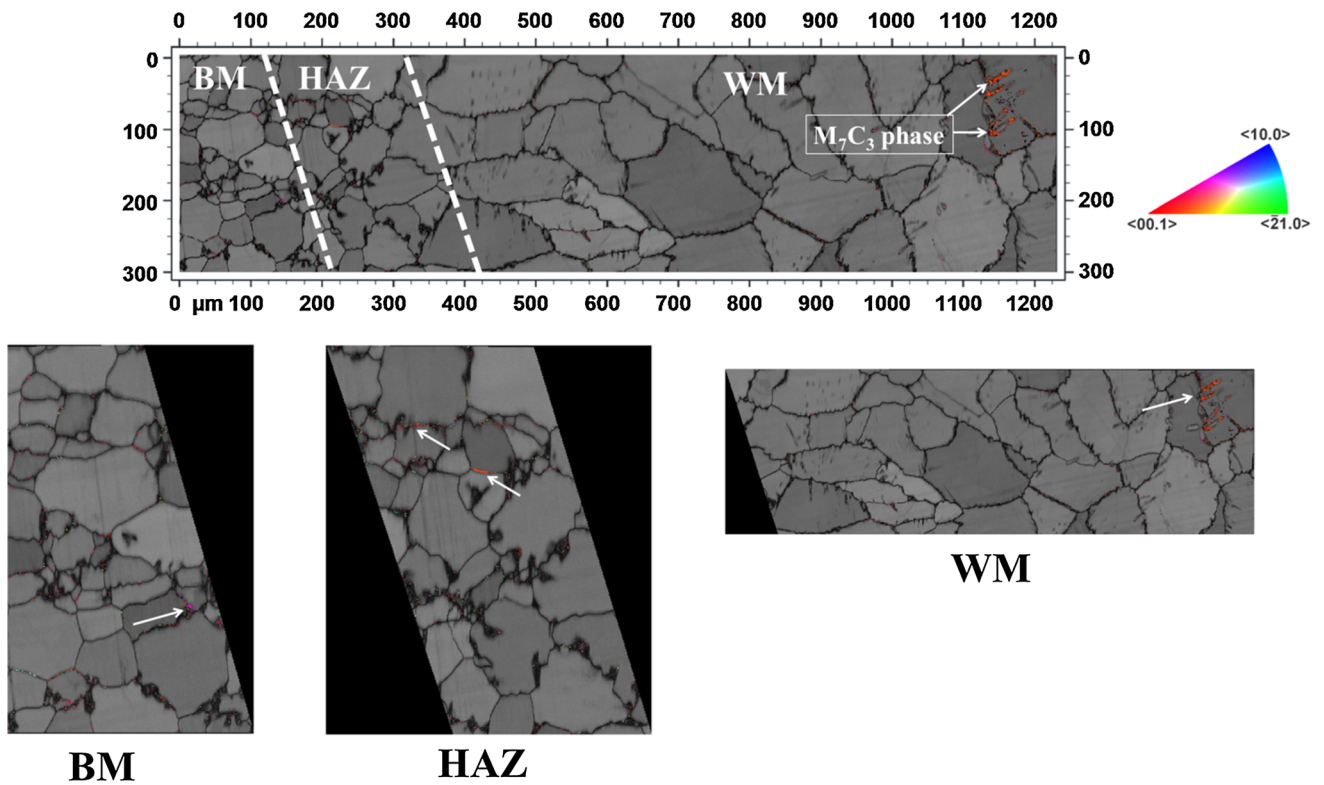 0 100 200 300 400 500 600 700 800 900 1000 1100 1200
0 BM HAZ WM 0
100 M₇C₃ phase 100
<10.0>
200 200
<00.1> <2̅1.0>
300 300
0 µm 100 200 300 400 500 600 700 800 900 1000 1100 1200
WM
BM HAZ